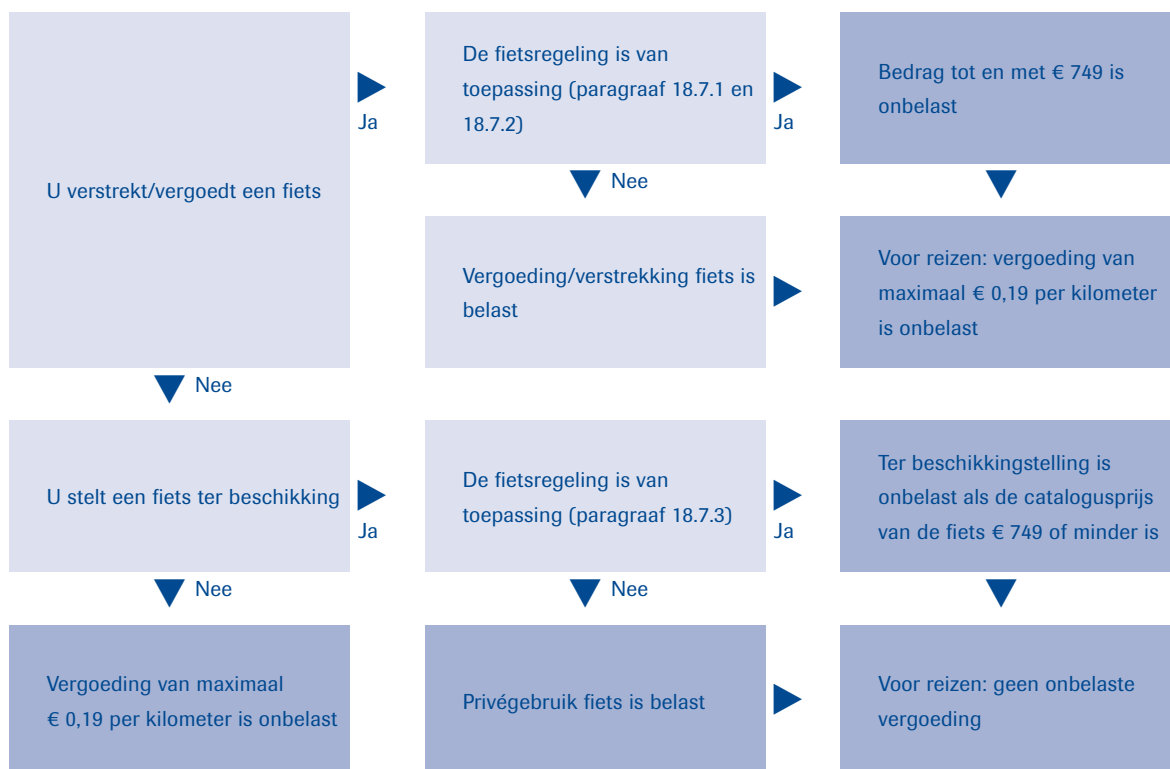 U verstrekt/vergoedt een fiets
Ja
De fietsregeling is van
toepassing (paragraaf 18.7.1 en
18.7.2)
Ja
Bedrag tot en met € 749 is
onbelast
Nee
Vergoeding/verstrekking fiets is
belast
Voor reizen: vergoeding van
maximaal € 0,19 per kilometer
is onbelast
Nee
U stelt een fiets ter beschikking
Ja
De fietsregeling is van
toepassing (paragraaf 18.7.3)
Ja
Ter beschikkingstelling is
onbelast als de catalogusprijs
van de fiets € 749 of minder is
Nee
Nee
Vergoeding van maximaal
€ 0,19 per kilometer is onbelast
Privégebruik fiets is belast
Voor reizen: geen onbelaste
vergoeding